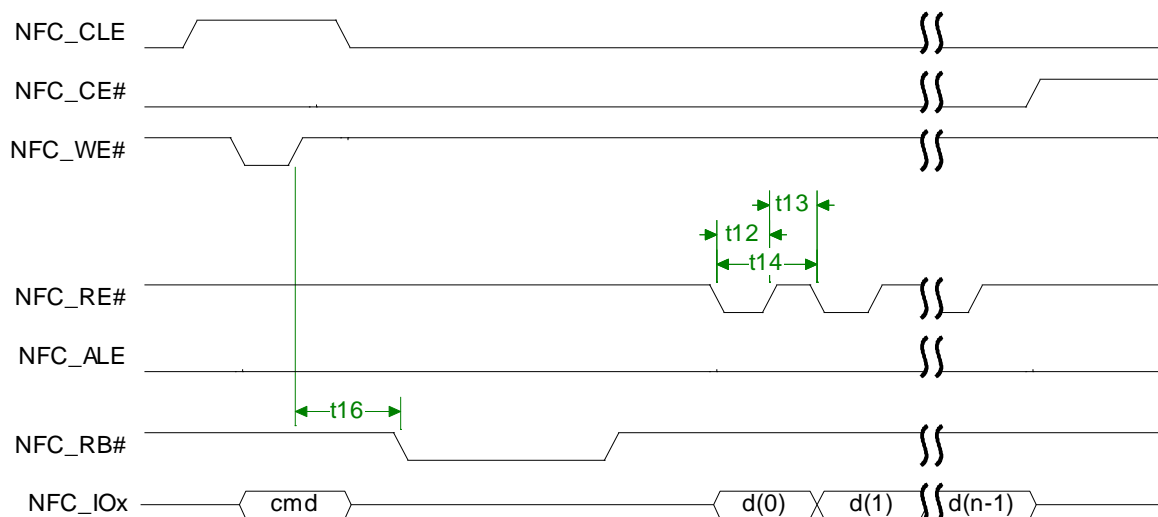 NFC_CLE
NFC_CE#
NFC_WE#
t13
t12
t14
NFC_RE#
NFC_ALE
t16
NFC_RB#
NFC_IOx cmd d(0) d(1) d(n-1)